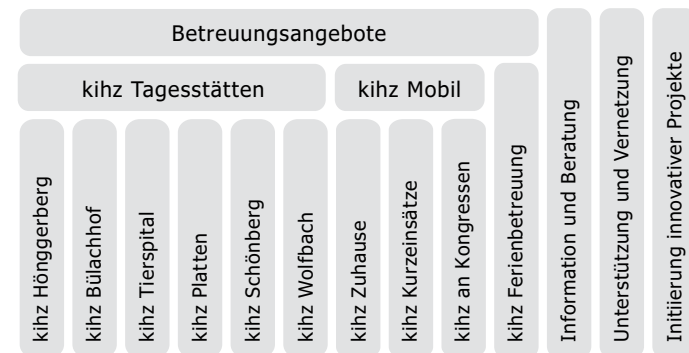 Betreuungsangebote
kihz Tagesstätten
kihz Mobil
kihz Hönggerberg
kihz Bülachhof
kihz Tierspital
kihz Platten
kihz Schönberg
kihz Wolfbach
kihz Zuhause
kihz Kurzeinsätze
kihz an Kongressen
kihz Ferienbetreuung
Information und Beratung
Unterstützung und Vernetzung
Initiierung innovativer Projekte